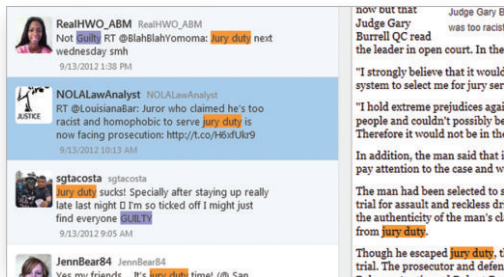 RealHWO_ABM RealHWO_ABM
Not Guilty RT @BlahBlahYomoma: Jury duty next
wednesday smh
9/13/2012 1:38 PM
JUSTICE
NOLALawAnalyst NOLALawAnalyst
RT @LouisianaBar: Juror who claimed he's too
racist and homophobic to serve jury duty is
now facing prosecution: http://t.co/H6xfUkr9
9/13/2012 10:13 AM
sgtacosta sgtacosta
Jury duty sucks! Specially after staying up really
late last night I'm so ticked off I might just
find everyone GUILTY
9/13/2012 9:05 AM
JennBear84 JennBear84
Yes my friends... It's jury duty time! (@ San
now but that
Judge Gary
Burrell QC read
Judge Gary B
was too racist
the leader in open court. In the
"I strongly believe that it would
system to select me for jury ser
"I hold extreme prejudices agai
people and couldn't possibly be
Therefore it would not be in the
In addition, the man said that i
pay attention to the case and w
The man had been selected to s
trial for assault and reckless dr
the authenticity of the man's cl
from jury duty.
Though he escaped jury duty, t
trial. The prosecutor and defen